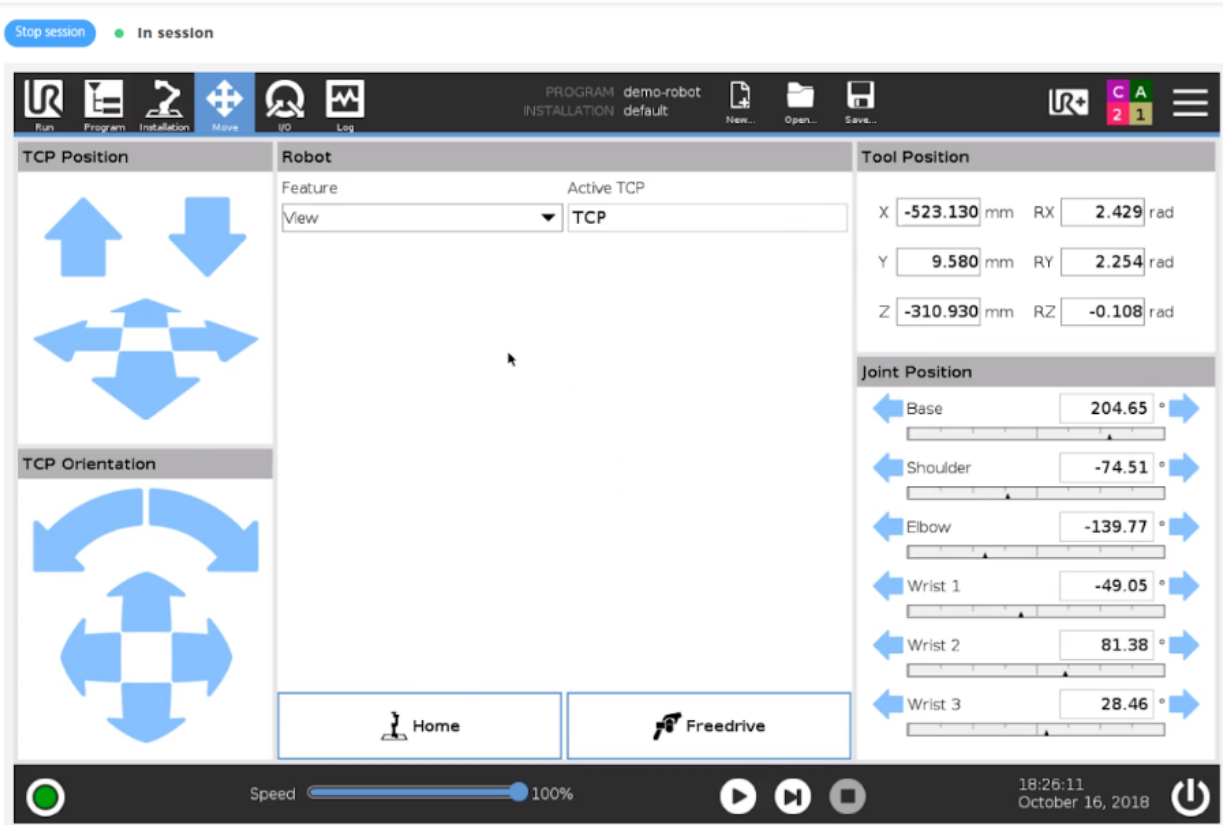 Stop session In session
PROGRAM demo-robot
INSTALLATION default
Run Program Installation Move I/O Log New... Open... Save...
UR+ C A
2 1
TCP Position
Robot
Feature Active TCP
View TCP
Tool Position
X -523.130 mm RX 2.429 rad
Y 9.580 mm RY 2.254 rad
Z -310.930 mm RZ -0.108 rad
Joint Position
Base 204.65 °
Shoulder -74.51 °
Elbow -139.77 °
Wrist 1 -49.05 °
Wrist 2 81.38 °
Wrist 3 28.46 °
TCP Orientation
Home Freedrive
Speed 100%
18:26:11
October 16, 2018